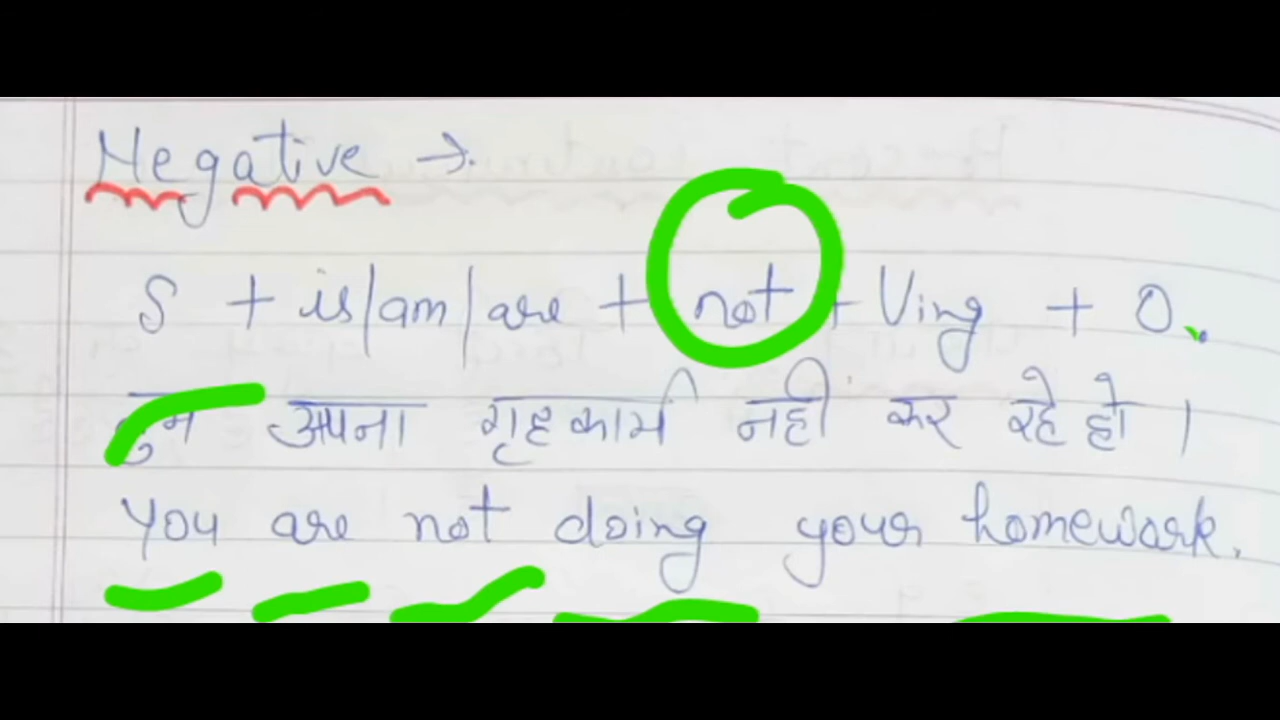 Negative →
S + is/am/are + not + Ving + O.
तुम अपना गृहकार्य नही कर रहे हो ।
You are not doing your homework.